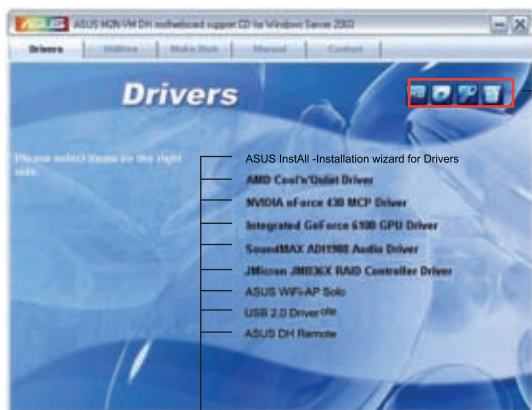 ASUS M2N-VM DH motherboard support CD for Windows Server 2003
Drivers Utilities Make Disk Manual Contact
Drivers
Please select items on the right
side.
ASUS InstAll -Installation wizard for Drivers
AMD Cool'n'Quiet Driver
NVIDIA nForce 430 MCP Driver
Integrated GeForce 6100 GPU Driver
SoundMAX ADI1988 Audio Driver
JMicron JMB36X RAID Controller Driver
ASUS WiFi-AP Solo
USB 2.0 Driver ote
ASUS DH Remote